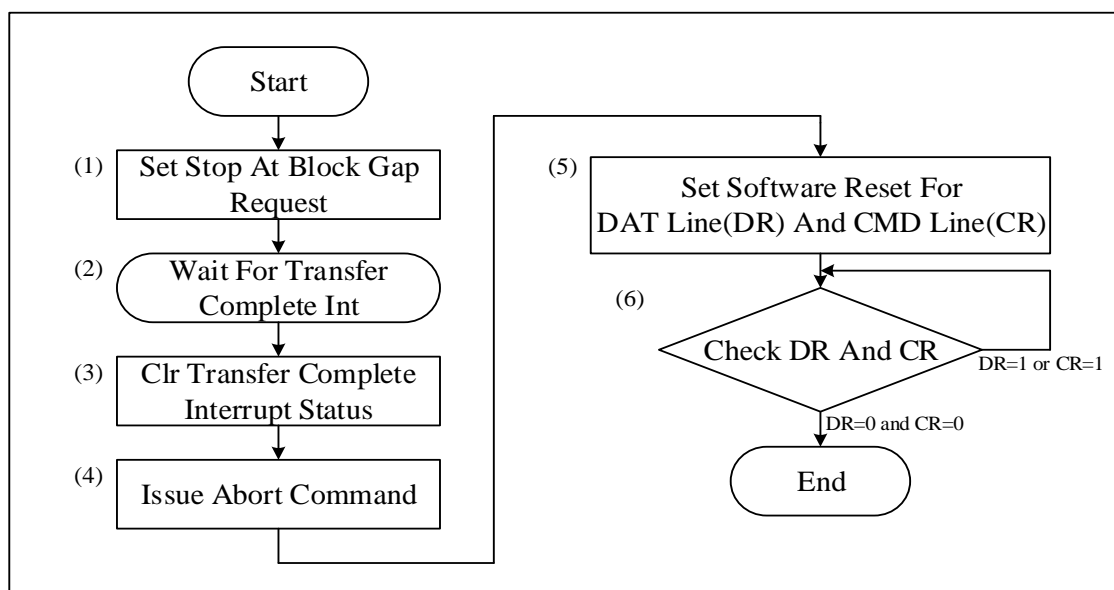 Start
(1)
Set Stop At Block Gap
Request
(2)
Wait For Transfer
Complete Int
(3)
Clr Transfer Complete
Interrupt Status
(4)
Issue Abort Command
(5)
Set Software Reset For
DAT Line(DR) And CMD Line(CR)
(6)
Check DR And CR
DR=1 or CR=1
DR=0 and CR=0
End